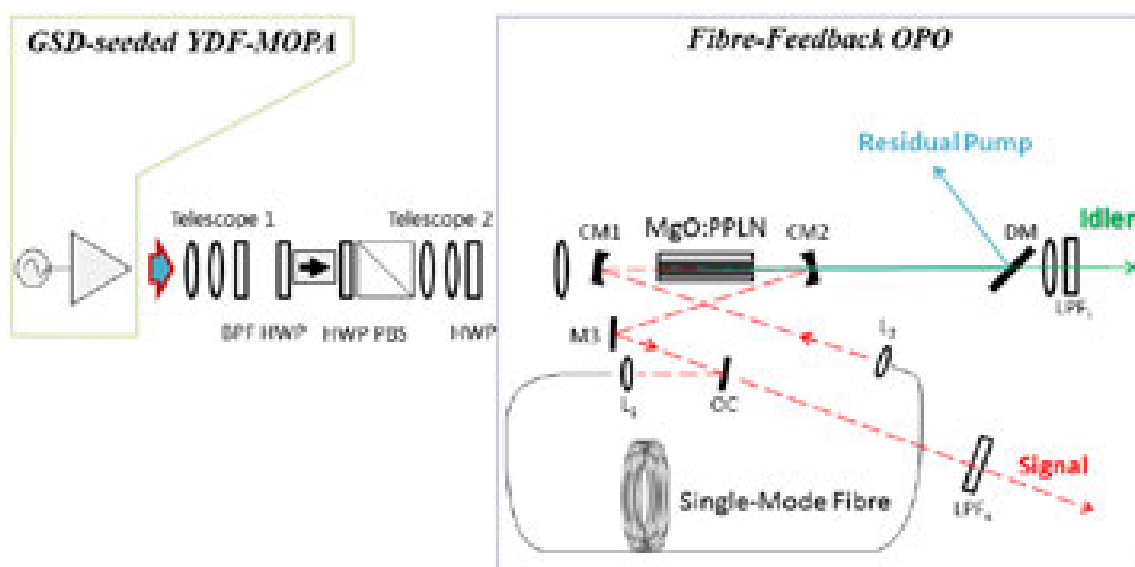 GSD-seeded YDF-MOPA
Fibre-Feedback OPO
Residual Pump
Telescope 1
Telescope 2
CM1
MgO:PPLN
CM2
DM
Idler
BPF HWP
HWP PBS
HWP
LPF
M3
L
L
OC
Single-Mode Fibre
Signal
LPF